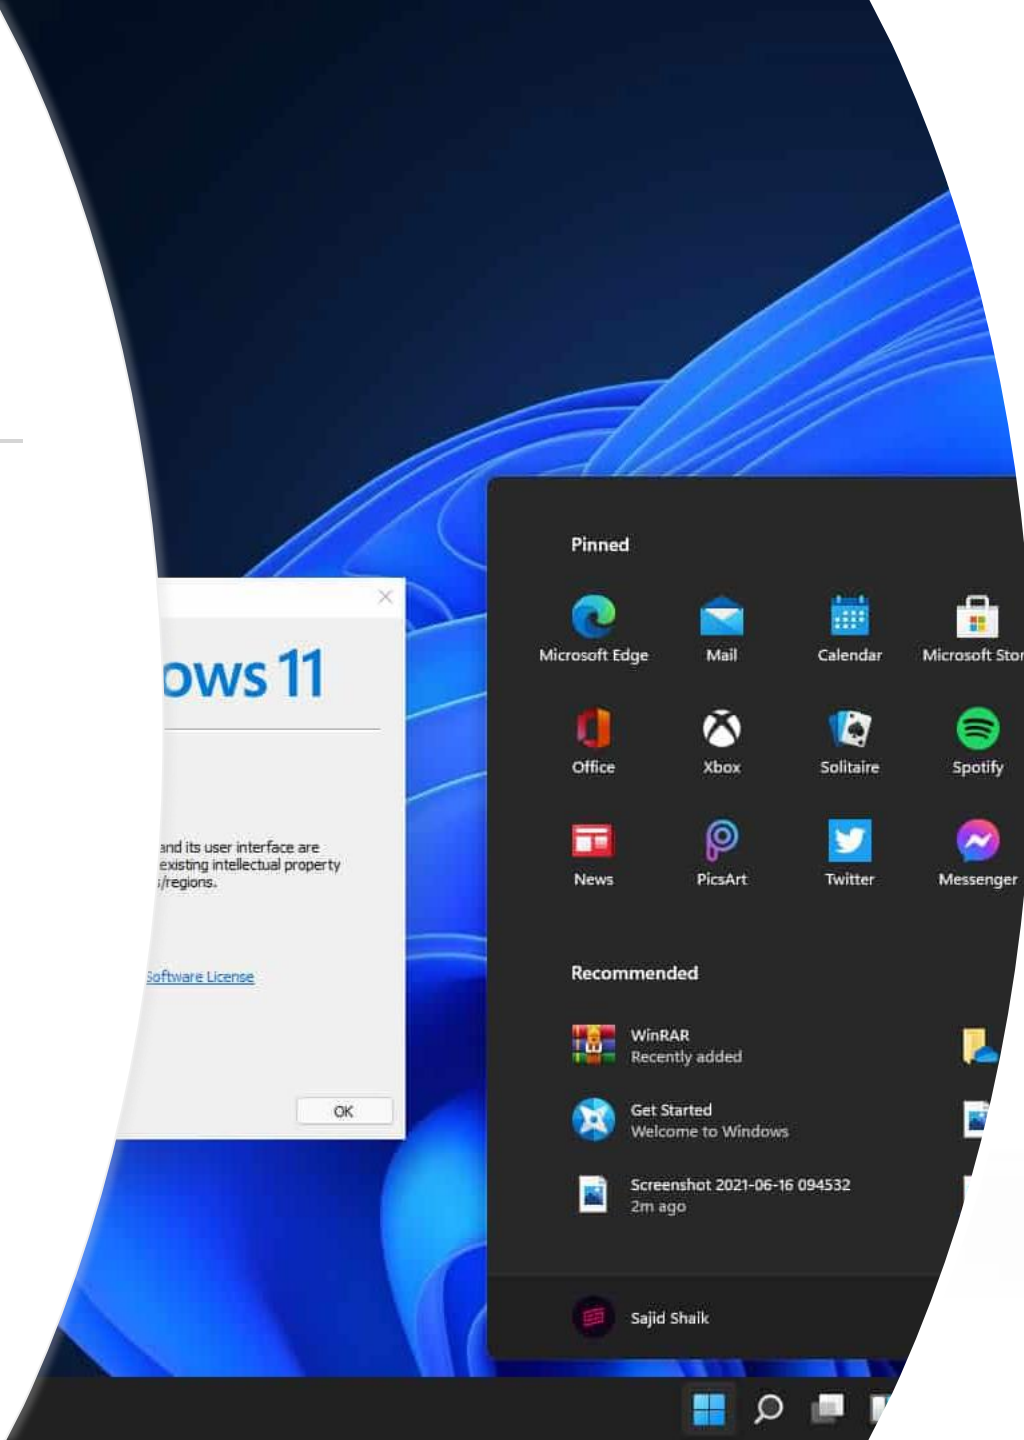 ows 11
and its user interface are
existing intellectual property
s/regions.
Software License
OK
Pinned
Microsoft Edge
Mail
Calendar
Microsoft Stor
Office
Xbox
Solitaire
Spotify
News
PicsArt
Twitter
Messenger
Recommended
WinRAR
Recently added
Get Started
Welcome to Windows
Screenshot 2021-06-16 094532
2m ago
Sajid Shaik